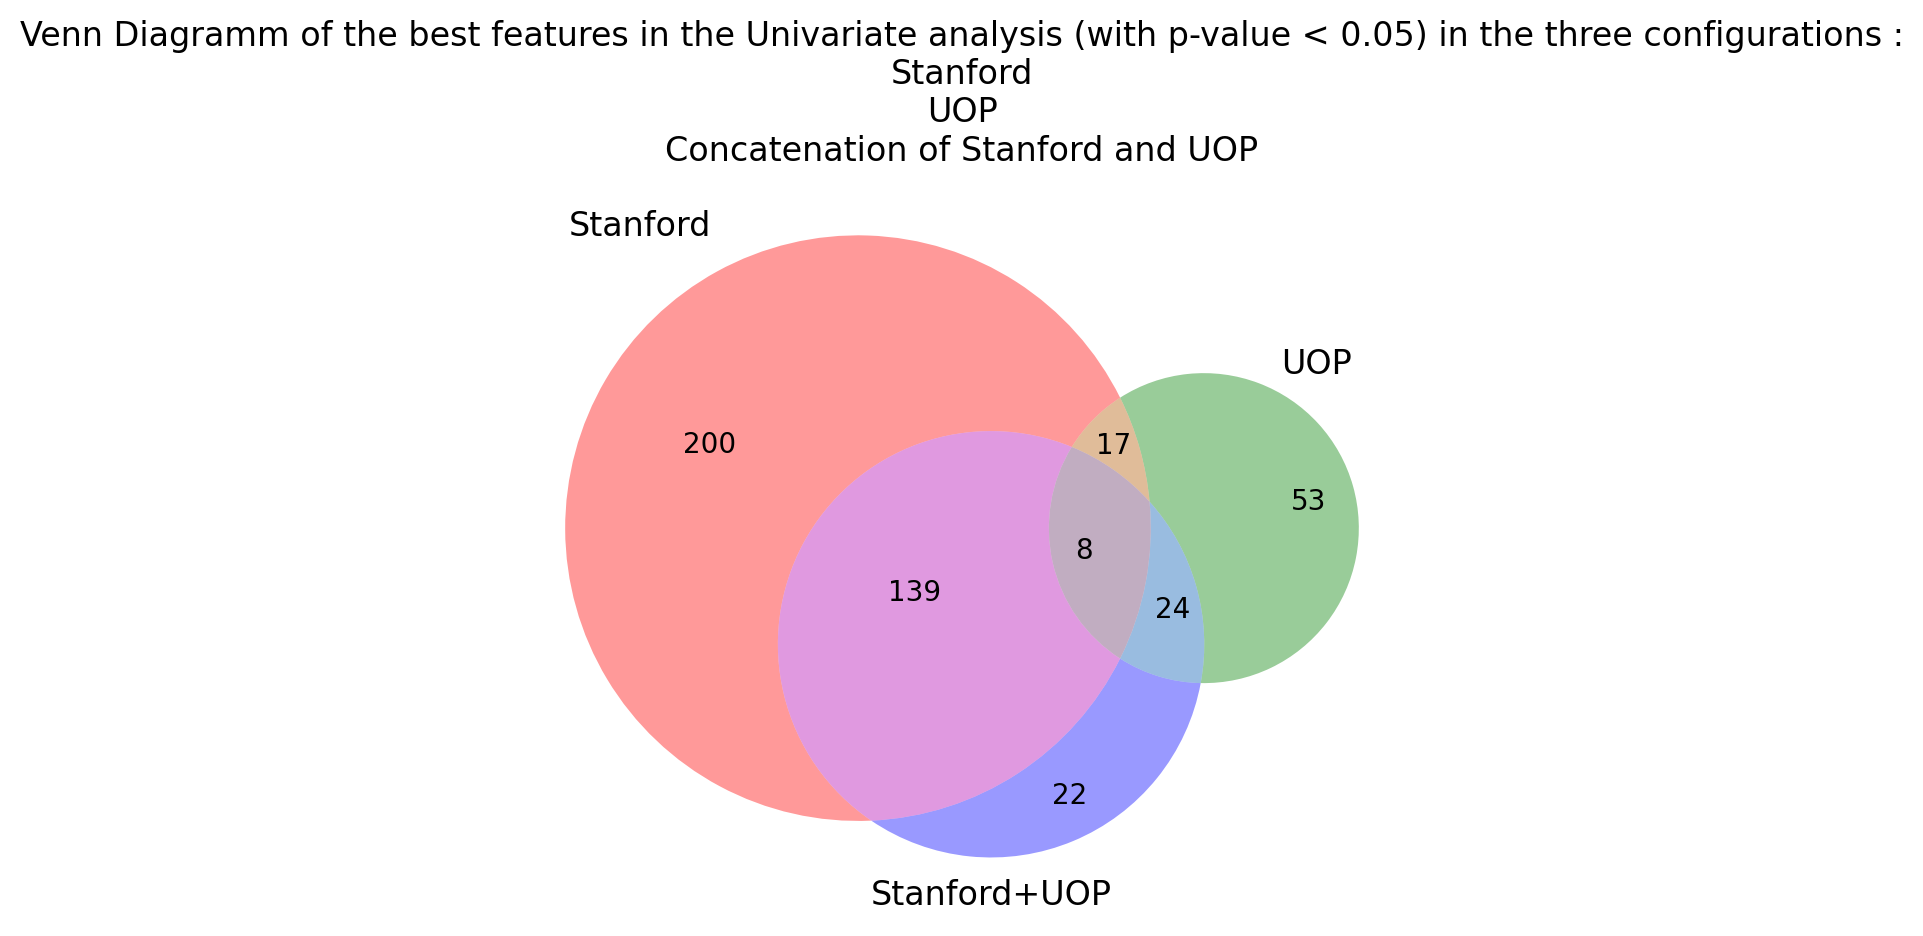 Venn Diagramm of the best features in the Univariate analysis (with p-value < 0.05) in the three configurations :
Stanford
UOP
Concatenation of Stanford and UOP
Stanford
UOP
200
17
53
8
139
24
22
Stanford+UOP